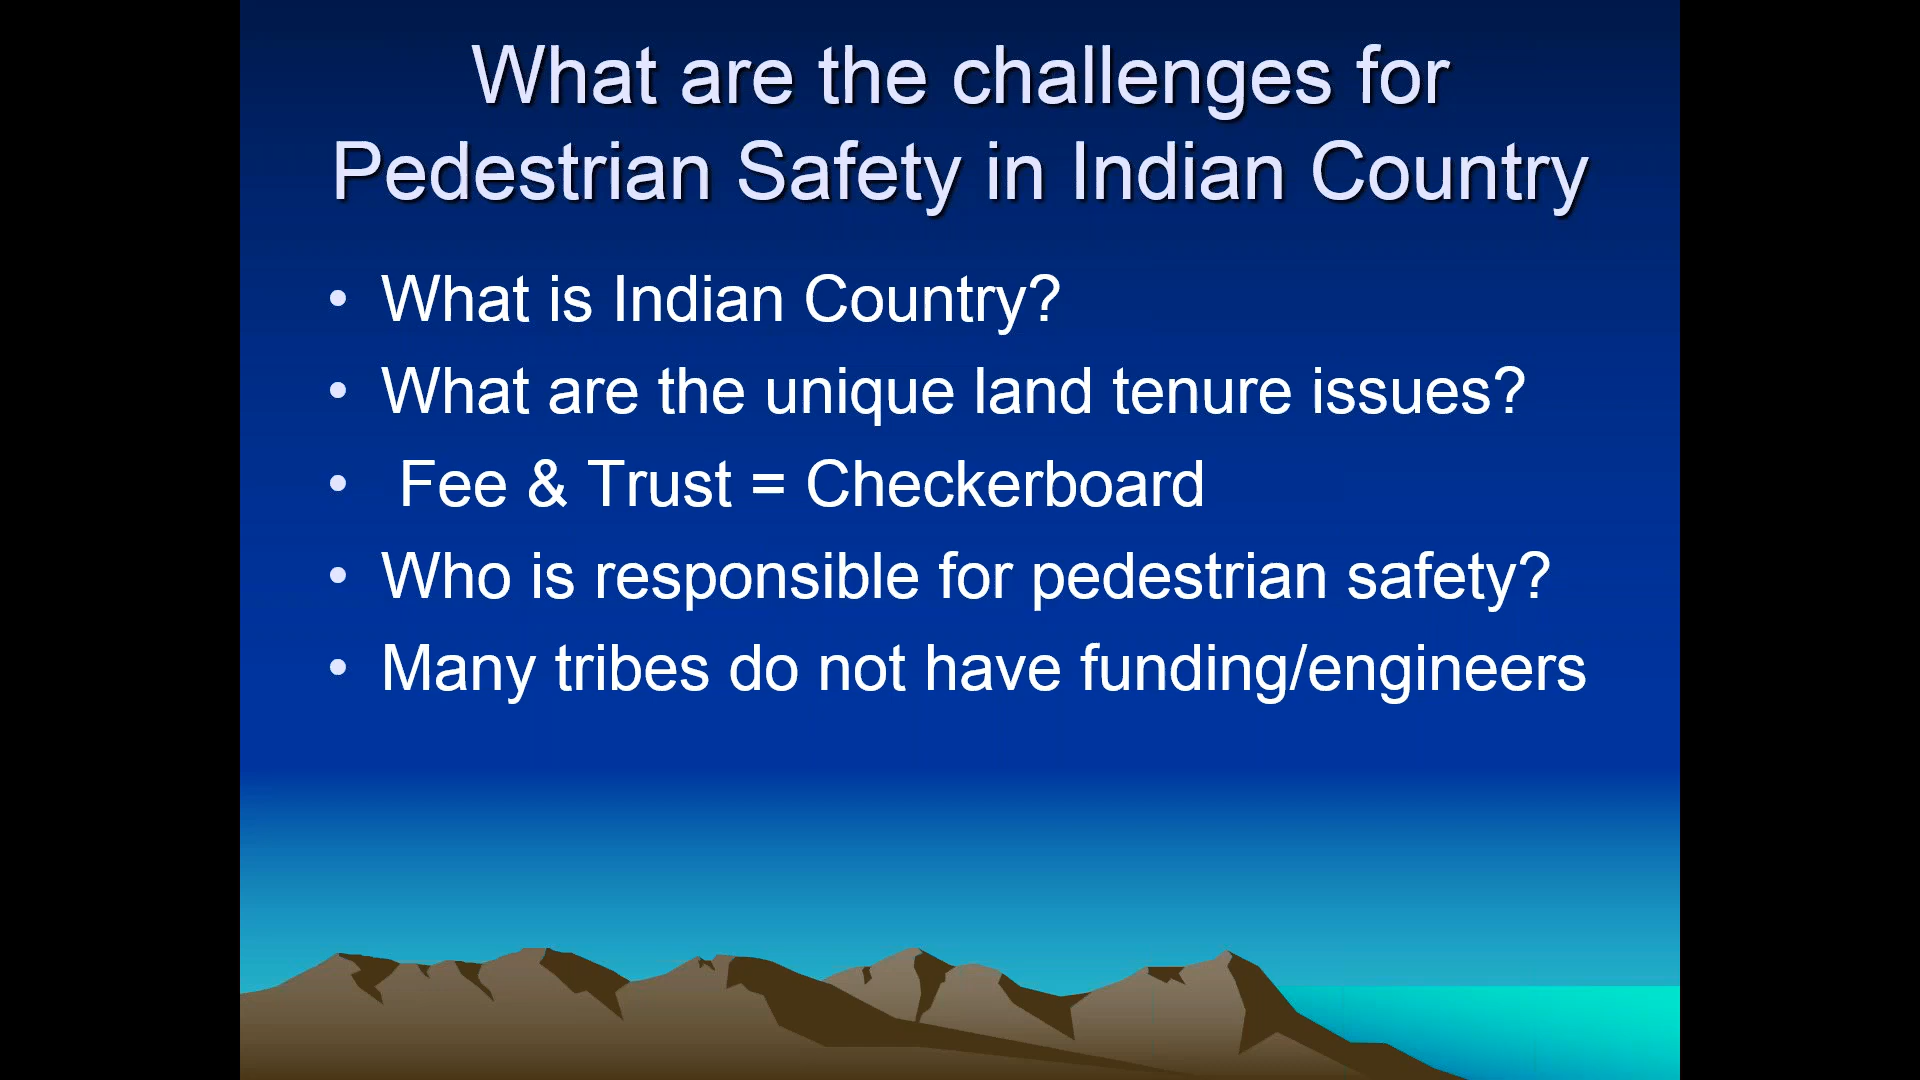 What are the challenges for
Pedestrian Safety in Indian Country
• What is Indian Country?
• What are the unique land tenure issues?
• Fee & Trust = Checkerboard
• Who is responsible for pedestrian safety?
• Many tribes do not have funding/engineers